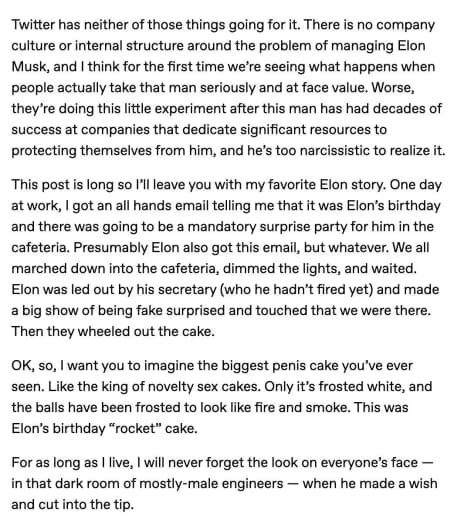 Twitter has neither of those things going for it. There is no company
culture or internal structure around the problem of managing Elon
Musk, and I think for the first time we're seeing what happens when
people actually take that man seriously and at face value. Worse,
they're doing this little experiment after this man has had decades of
success at companies that dedicate significant resources to
protecting themselves from him, and he's too narcissistic to realize it.
This post is long so I'll leave you with my favorite Elon story. One day
at work, I got an all hands email telling me that it was Elon's birthday
and there was going to be a mandatory surprise party for him in the
cafeteria. Presumably Elon also got this email, but whatever. We all
marched down into the cafeteria, dimmed the lights, and waited.
Elon was led out by his secretary (who he hadn't fired yet) and made
a big show of being fake surprised and touched that we were there.
Then they wheeled out the cake.
OK, so, I want you to imagine the biggest penis cake you've ever
seen. Like the king of novelty sex cakes. Only it's frosted white, and
the balls have been frosted to look like fire and smoke. This was
Elon's birthday “rocket” cake.
For as long as I live, I will never forget the look on everyone's face —
in that dark room of mostly-male engineers — when he made a wish
and cut into the tip.